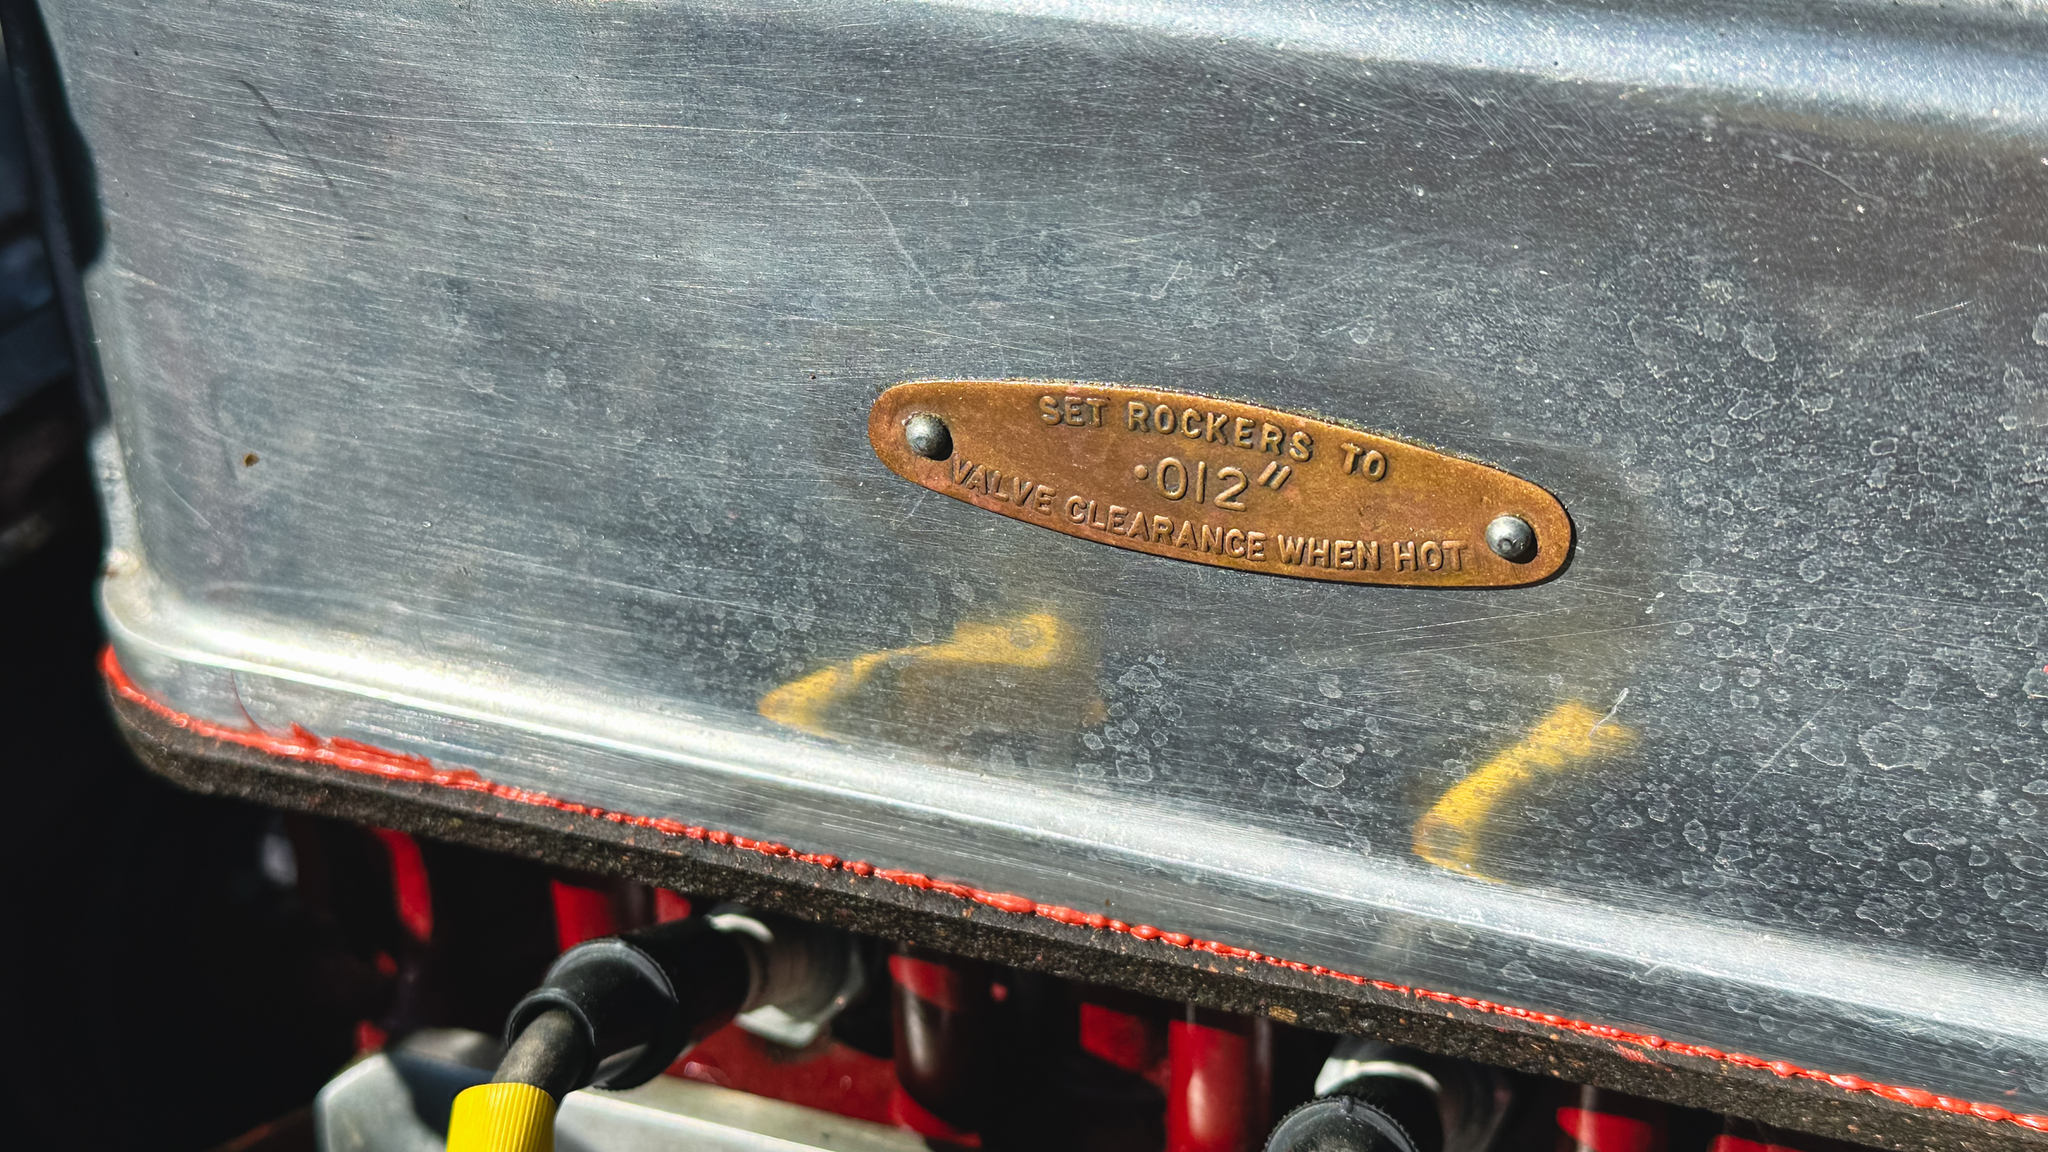 SET ROCKERS TO
·012"
VALVE CLEARANCE WHEN HOT